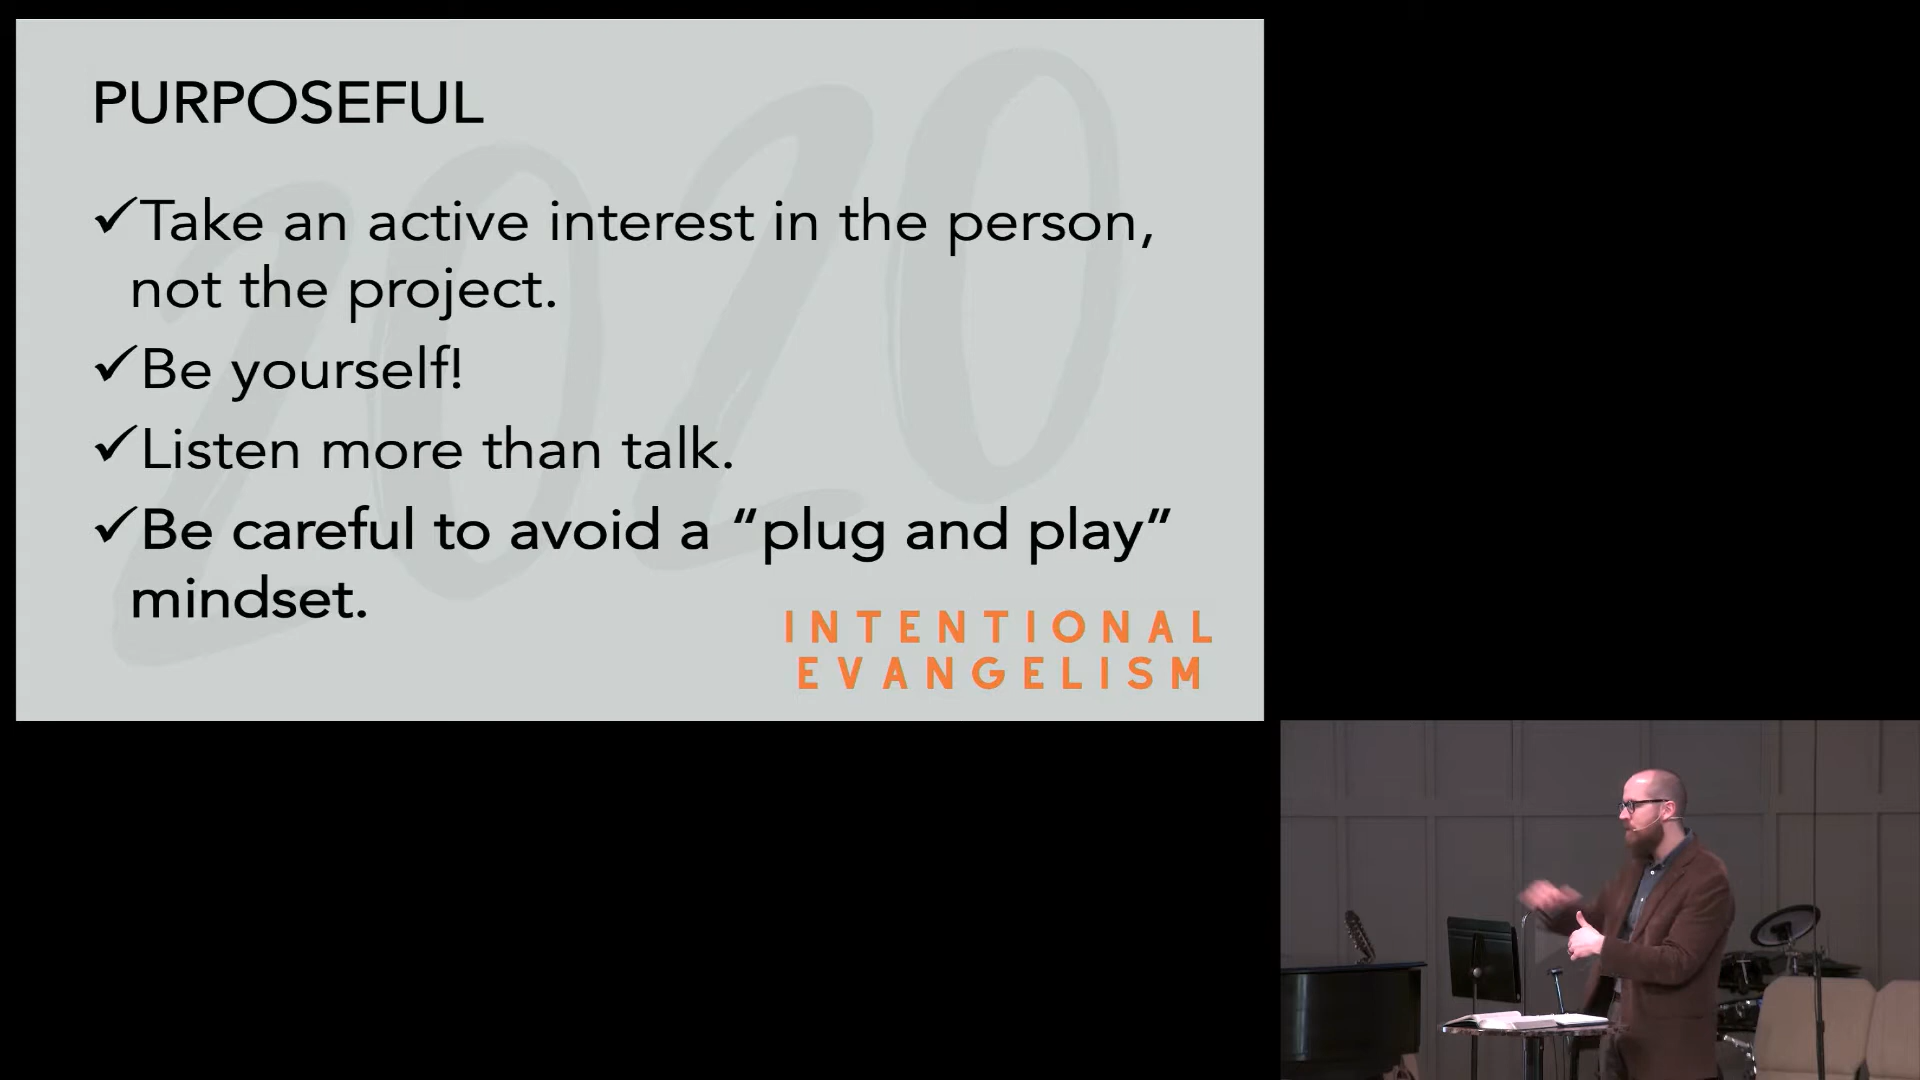 PURPOSEFUL
✓Take an active interest in the person,
not the project.
✓Be yourself!
✓Listen more than talk.
✓Be careful to avoid a “plug and play”
mindset.
INTENTIONAL
EVANGELISM
2020